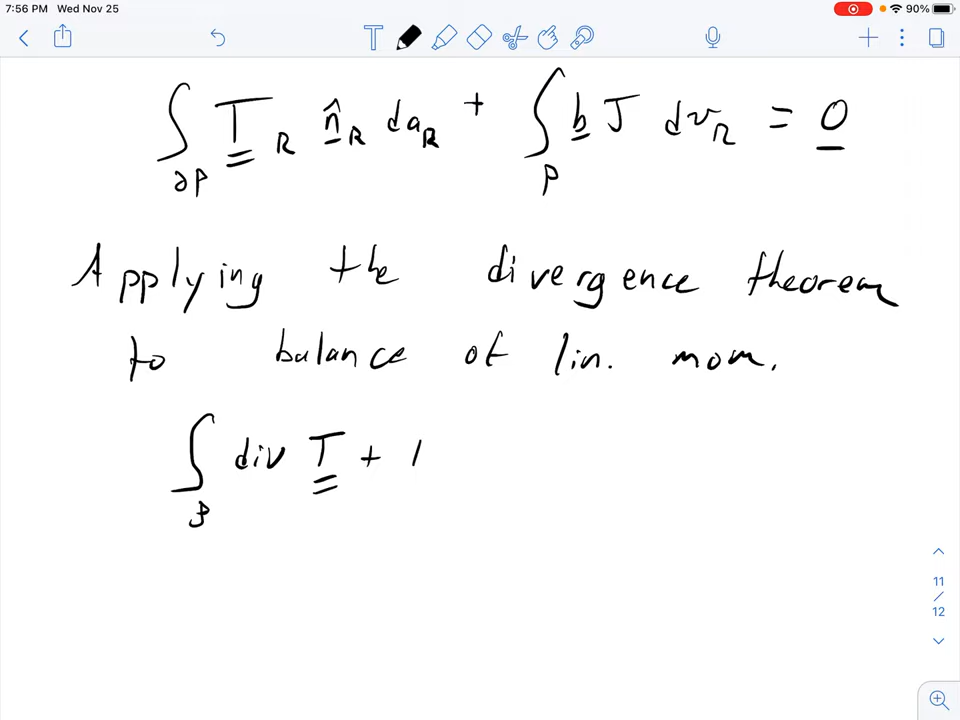 7:56 PM Wed Nov 25 90%
T
∫_∂P T_R n̂_R da_R + ∫_P b J dv_R = 0
Applying the divergence theorem
to balance of lin. mom.
∫ div T +
11
/
12